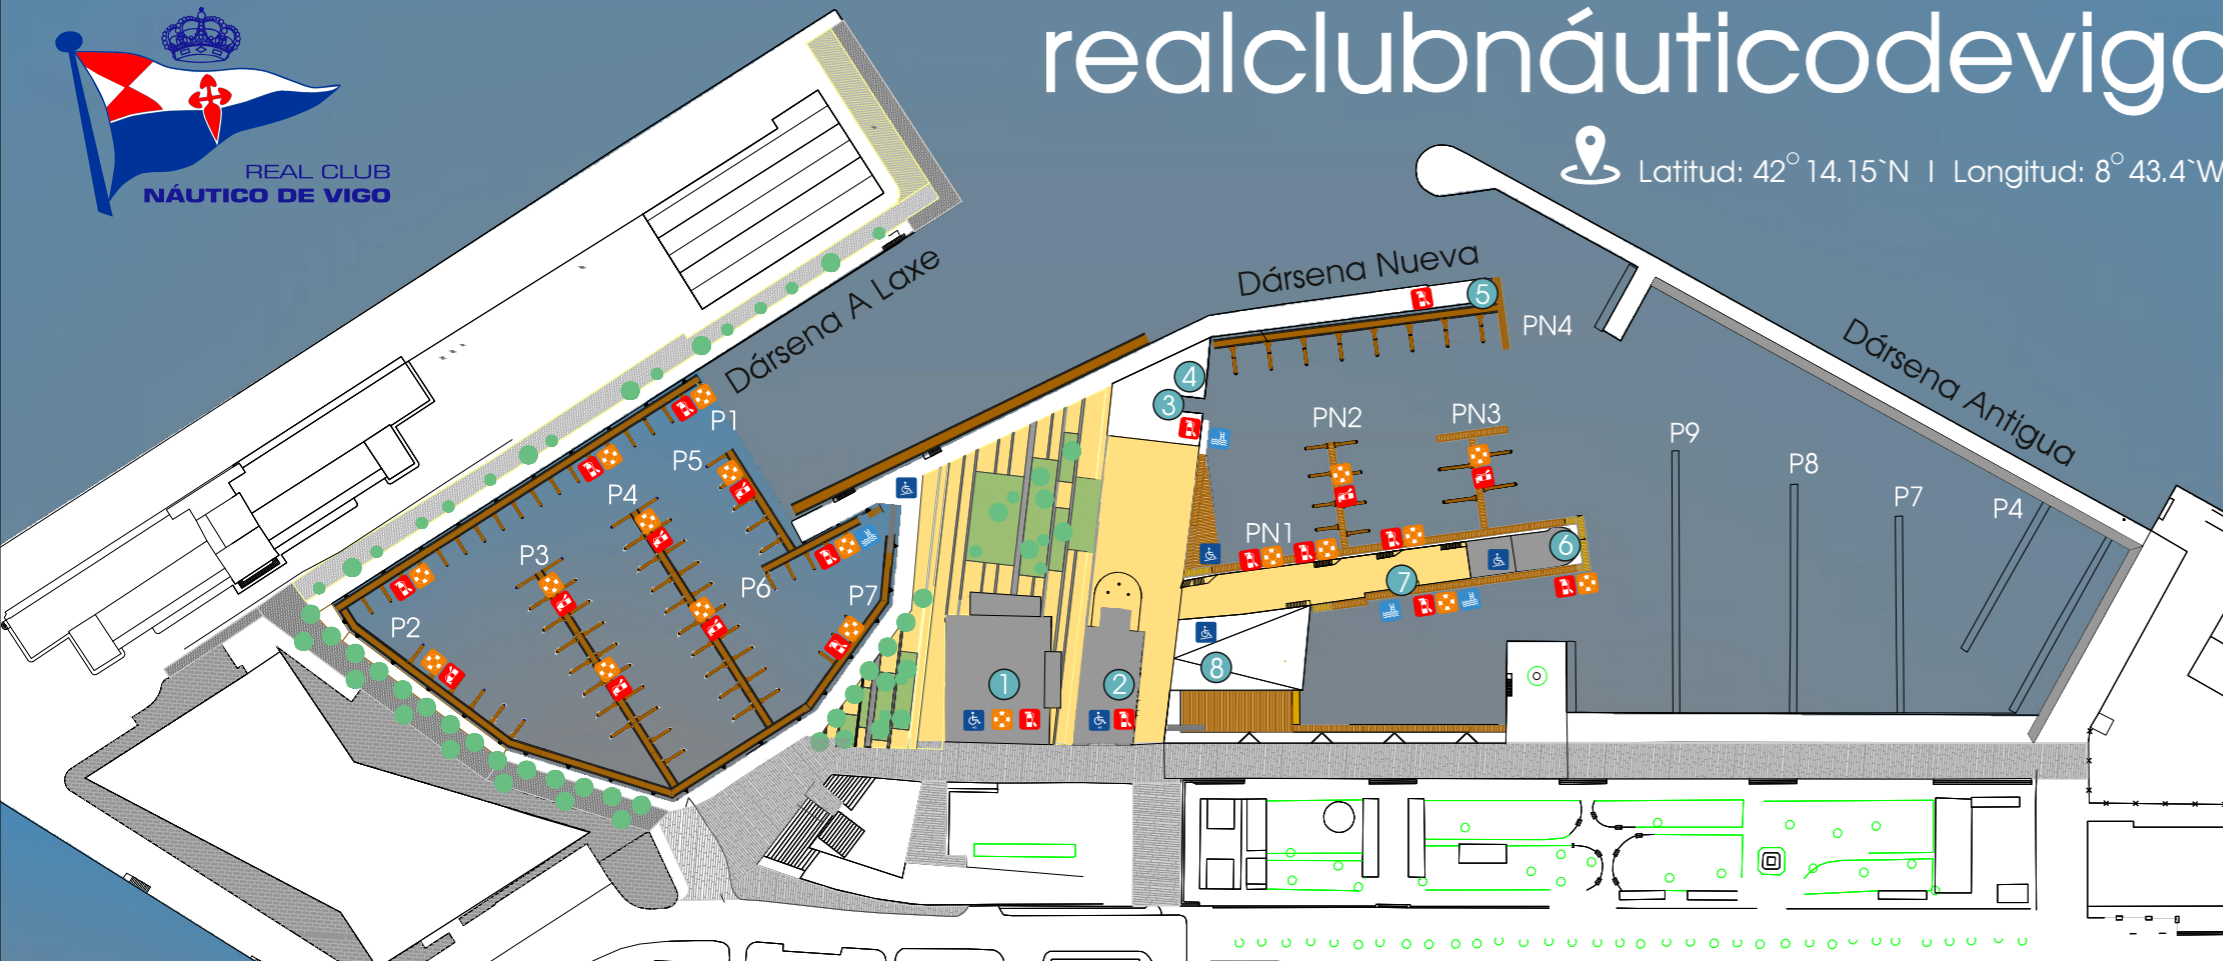 realclubnáuticodevigo
REAL CLUB
NÁUTICO DE VIGO
Latitud: 42° 14.15`N | Longitud: 8° 43.4`W
Dársena A Laxe
Dársena Nueva
Dársena Antigua
5
PN4
4
3
P1
PN2
PN3
P9
P5
P8
P4
P7
P4
PN1
6
P3
7
P6
P7
P2
8
1
2